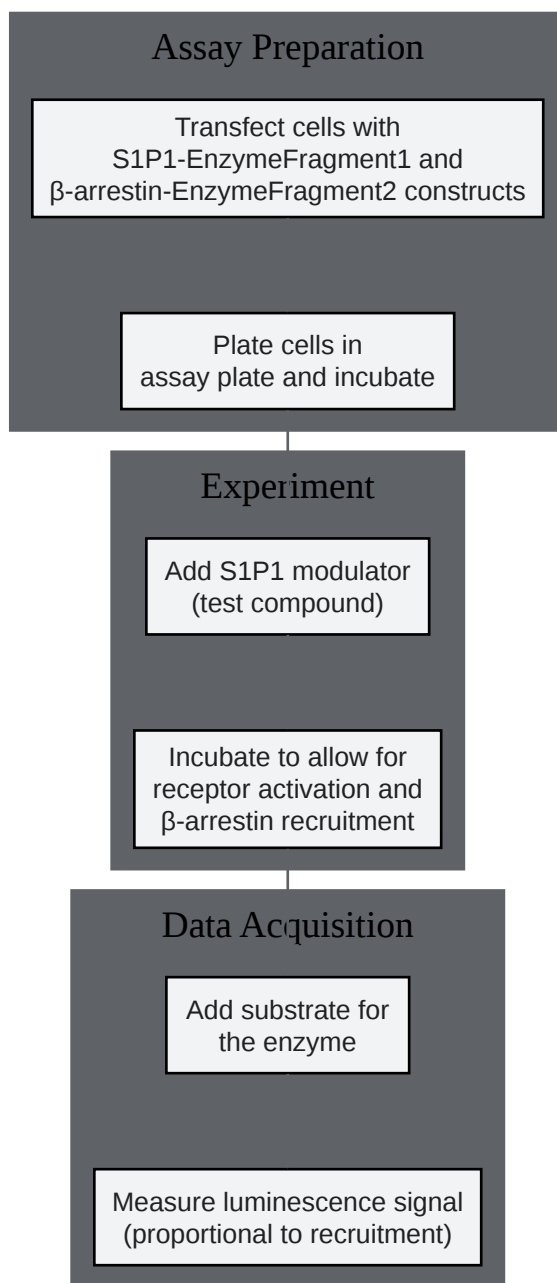 Assay Preparation
Transfect cells with
S1P1-EnzymeFragment1 and
β-arrestin-EnzymeFragment2 constructs
Plate cells in
assay plate and incubate
Experiment
Add S1P1 modulator
(test compound)
Incubate to allow for
receptor activation and
β-arrestin recruitment
Data Acquisition
Add substrate for
the enzyme
Measure luminescence signal
(proportional to recruitment)